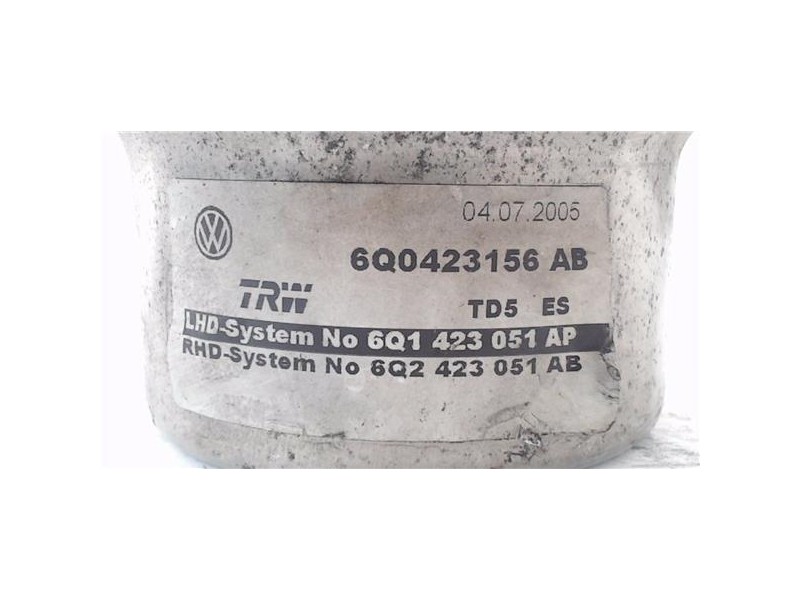 04.07.2005
6Q0423156 AB
TRW
TD5 ES
LHD-System No 6Q1 423 051 AP
RHD-System No 6Q2 423 051 AB